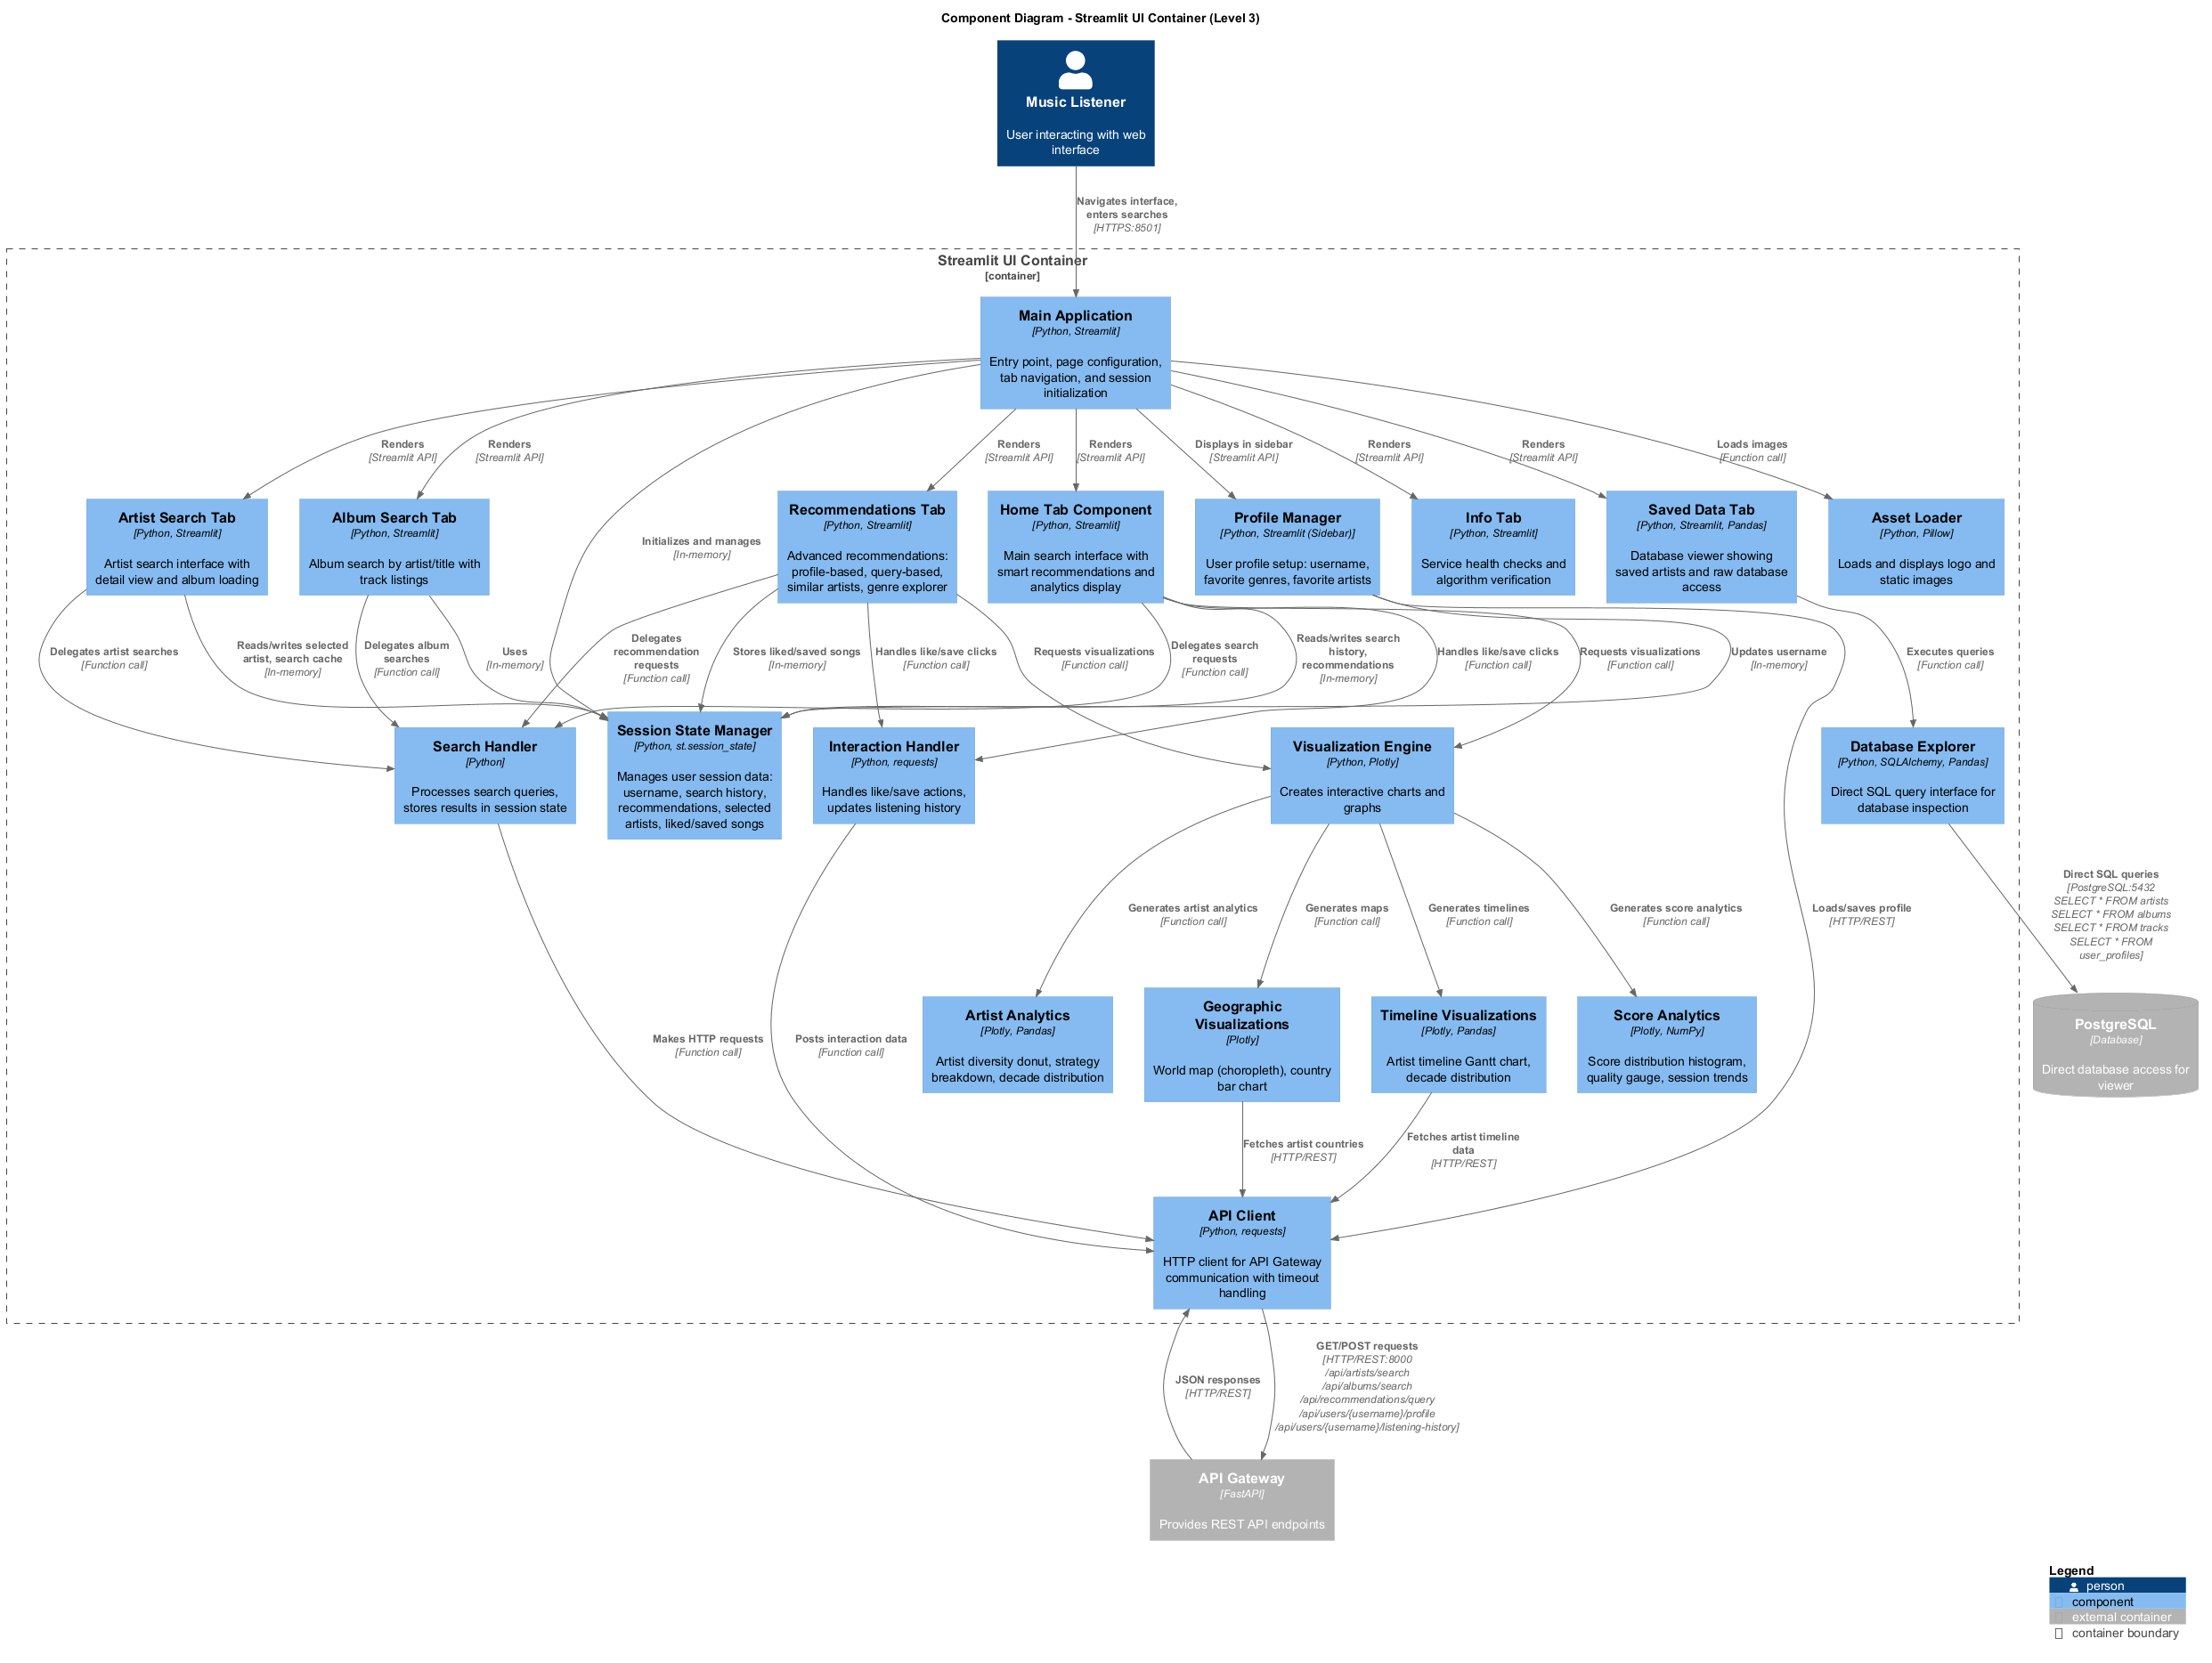 Component Diagram - Streamlit UI Container (Level 3)
Music Listener
User interacting with web
interface
Navigates interface,
enters searches
[HTTPS:8501]
Streamlit UI Container
[container]
Main Application
[Python, Streamlit]
Entry point, page configuration,
tab navigation, and session
initialization
Renders
[Streamlit API]
Renders
[Streamlit API]
Renders
[Streamlit API]
Renders
[Streamlit API]
Displays in sidebar
[Streamlit API]
Renders
[Streamlit API]
Renders
[Streamlit API]
Loads images
[Function call]
Initializes and manages
[In-memory]
Artist Search Tab
[Python, Streamlit]
Artist search interface with
detail view and album loading
Album Search Tab
[Python, Streamlit]
Album search by artist/title with
track listings
Recommendations Tab
[Python, Streamlit]
Advanced recommendations:
profile-based, query-based,
similar artists, genre explorer
Home Tab Component
[Python, Streamlit]
Main search interface with
smart recommendations and
analytics display
Profile Manager
[Python, Streamlit (Sidebar)]
User profile setup: username,
favorite genres, favorite artists
Info Tab
[Python, Streamlit]
Service health checks and
algorithm verification
Saved Data Tab
[Python, Streamlit, Pandas]
Database viewer showing
saved artists and raw database
access
Asset Loader
[Python, Pillow]
Loads and displays logo and
static images
Delegates artist searches
[Function call]
Reads/writes selected
artist, search cache
[In-memory]
Delegates album
searches
[Function call]
Uses
[In-memory]
Delegates
recommendation
requests
[Function call]
Stores liked/saved songs
[In-memory]
Handles like/save clicks
[Function call]
Requests visualizations
[Function call]
Delegates search
requests
[Function call]
Reads/writes search
history,
recommendations
[In-memory]
Handles like/save clicks
[Function call]
Requests visualizations
[Function call]
Updates username
[In-memory]
Executes queries
[Function call]
Search Handler
[Python]
Processes search queries,
stores results in session state
Session State Manager
[Python, st.session_state]
Manages user session data:
username, search history,
recommendations, selected
artists, liked/saved songs
Interaction Handler
[Python, requests]
Handles like/save actions,
updates listening history
Visualization Engine
[Python, Plotly]
Creates interactive charts and
graphs
Database Explorer
[Python, SQLAlchemy, Pandas]
Direct SQL query interface for
database inspection
Generates artist analytics
[Function call]
Generates maps
[Function call]
Generates timelines
[Function call]
Generates score analytics
[Function call]
Loads/saves profile
[HTTP/REST]
Direct SQL queries
[PostgreSQL:5432
SELECT * FROM artists
SELECT * FROM albums
SELECT * FROM tracks
SELECT * FROM
user_profiles]
Artist Analytics
[Plotly, Pandas]
Artist diversity donut, strategy
breakdown, decade distribution
Geographic
Visualizations
[Plotly]
World map (choropleth), country
bar chart
Timeline Visualizations
[Plotly, Pandas]
Artist timeline Gantt chart,
decade distribution
Score Analytics
[Plotly, NumPy]
Score distribution histogram,
quality gauge, session trends
PostgreSQL
[Database]
Direct database access for
viewer
Makes HTTP requests
[Function call]
Posts interaction data
[Function call]
Fetches artist countries
[HTTP/REST]
Fetches artist timeline
data
[HTTP/REST]
API Client
[Python, requests]
HTTP client for API Gateway
communication with timeout
handling
JSON responses
[HTTP/REST]
GET/POST requests
[HTTP/REST:8000
/api/artists/search
/api/albums/search
/api/recommendations/query
/api/users/{username}/profile
/api/users/{username}/listening-history]
API Gateway
[FastAPI]
Provides REST API endpoints
Legend
person
component
external container
container boundary